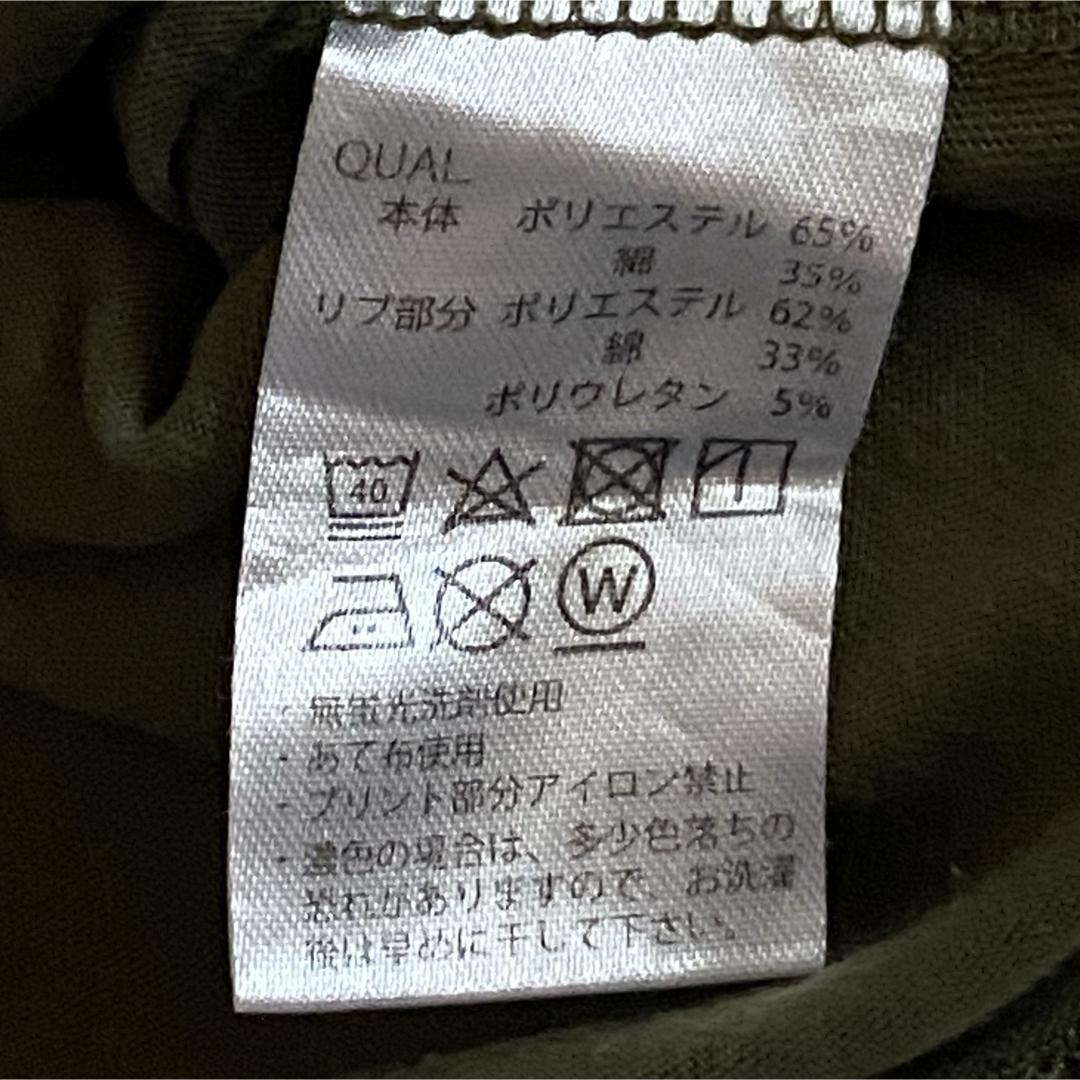 QUAL
本体 ポリエステル 65%
綿 35%
リブ部分 ポリエステル 62%
綿 33%
ポリウレタン 5%
40
W
・無蛍光洗剤使用
・あて布使用
・プリント部分アイロン禁止
・濃色の場合は、多少色落ちの
恐れがありますので、お洗濯
後は早めに干して下さい。